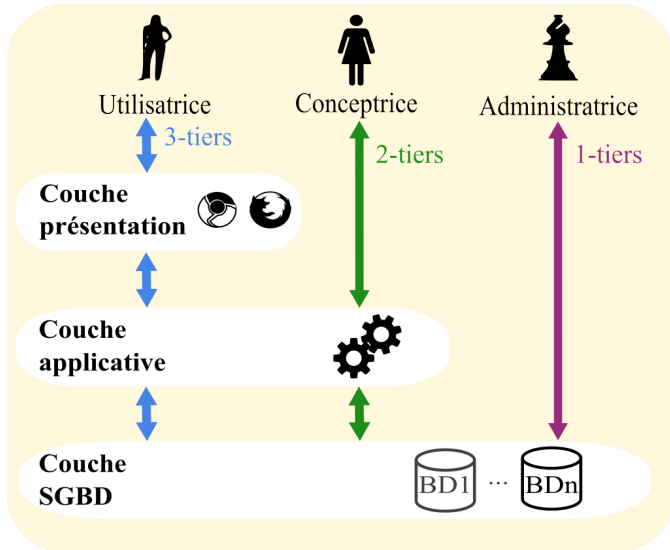 Utilisatrice
Conceptrice
Administratrice
3-tiers
2-tiers
1-tiers
Couche
présentation
Couche
applicative
Couche
SGBD
BD1 ... BDn